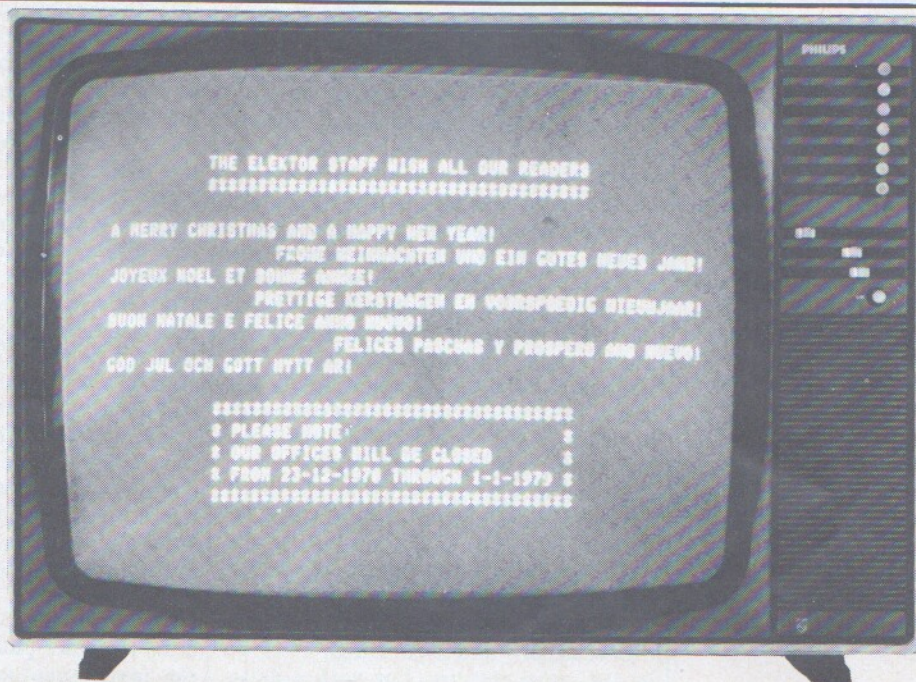 PHILIPS
THE ELEKTOR STAFF WISH ALL OUR READERS
$$$$$$$$$$$$$$$$$$$$$$$$$$$$$$$$$$$$$$
A MERRY CHRISTMAS AND A HAPPY NEW YEAR!
FROHE WEIHNACHTEN UND EIN GUTES NEUES JAHR!
JOYEUX NOEL ET BONNE ANNEE!
PRETTIGE KERSTDAGEN EN VOORSPOEDIG NIEUWJAAR!
BUON NATALE E FELICE ANNO NUOVO!
FELICES PASCUAS Y PROSPERO ANO NUEVO!
GOD JUL OCH GOTT NYTT AR!
$$$$$$$$$$$$$$$$$$$$$$$$$$$$$$$$$$$$
$ PLEASE NOTE: $
$ OUR OFFICES WILL BE CLOSED $
$ FROM 23-12-1978 THROUGH 1-1-1979 $
$$$$$$$$$$$$$$$$$$$$$$$$$$$$$$$$$$$$